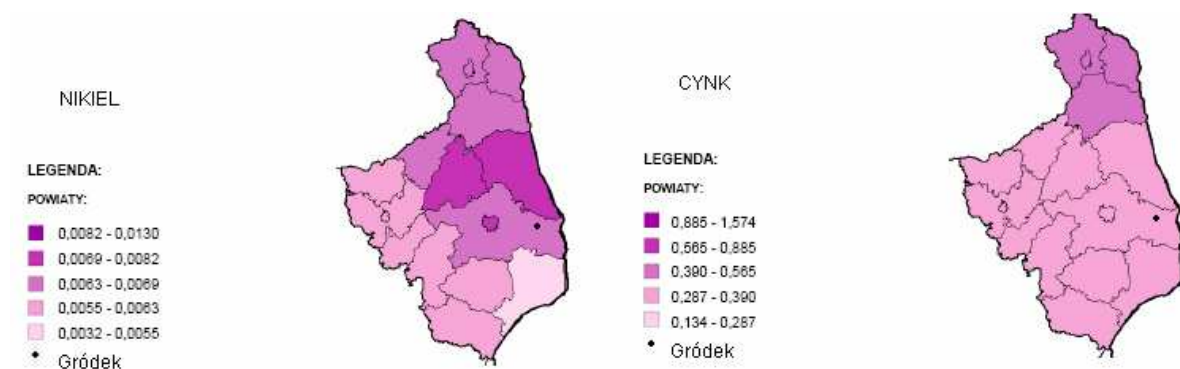 NIKIEL
LEGENDA:
POWIATY:
0,0082 - 0,0130
0,0069 - 0,0082
0,0063 - 0,0069
0,0055 - 0,0063
0,0032 - 0,0055
Gródek
CYNK
LEGENDA:
POWIATY:
0,885 - 1,574
0,565 - 0,885
0,390 - 0,565
0,287 - 0,390
0,134 - 0,287
Gródek